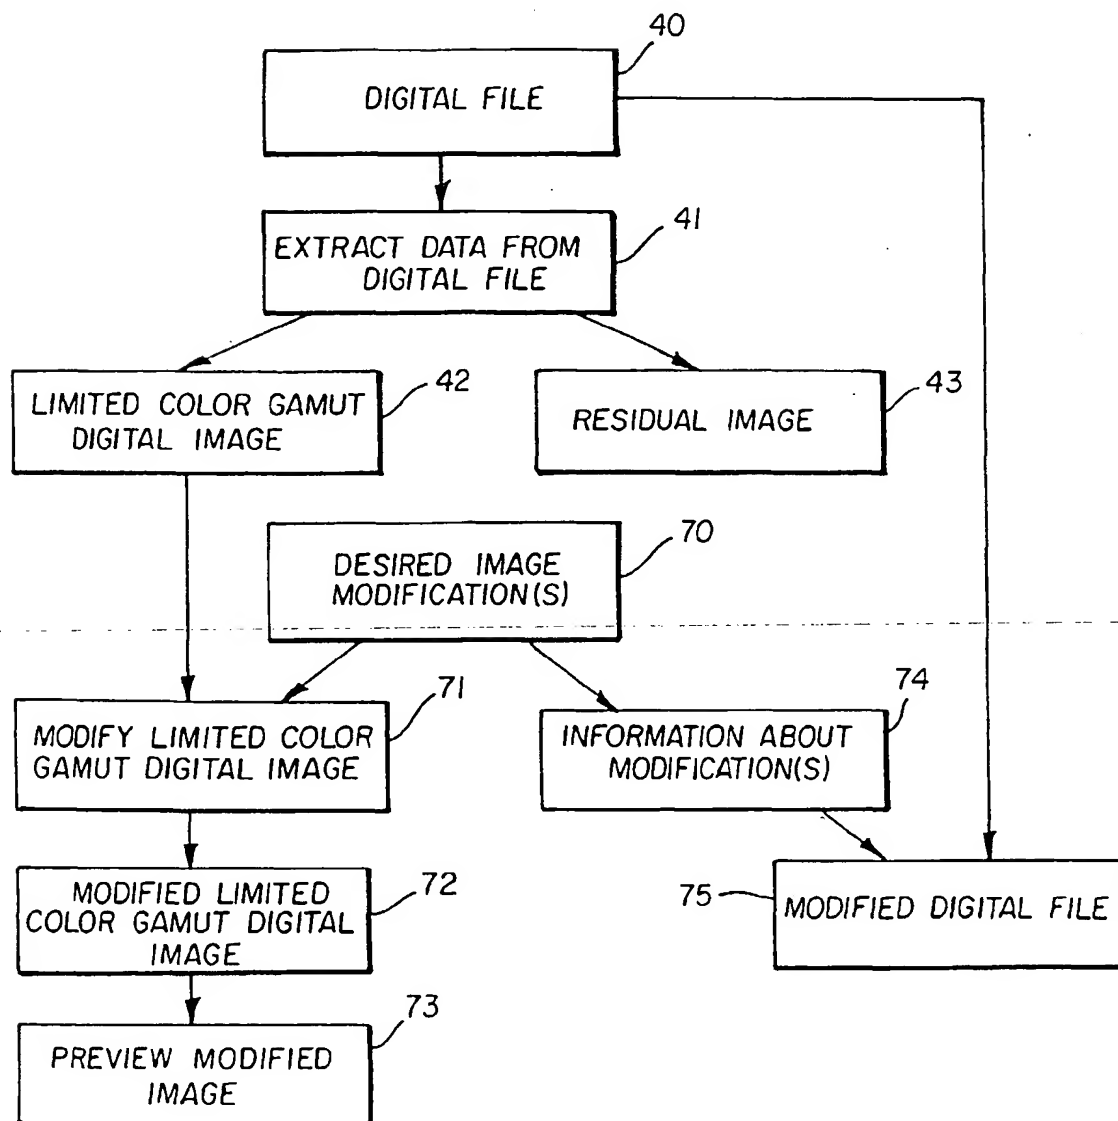 40
DIGITAL FILE
41
EXTRACT DATA FROM
DIGITAL FILE
42
LIMITED COLOR GAMUT
DIGITAL IMAGE
43
RESIDUAL IMAGE
70
DESIRED IMAGE
MODIFICATION(S)
71
MODIFY LIMITED COLOR
GAMUT DIGITAL IMAGE
74
INFORMATION ABOUT
MODIFICATION(S)
72
MODIFIED LIMITED
COLOR GAMUT DIGITAL
IMAGE
75
MODIFIED DIGITAL FILE
73
PREVIEW MODIFIED
IMAGE